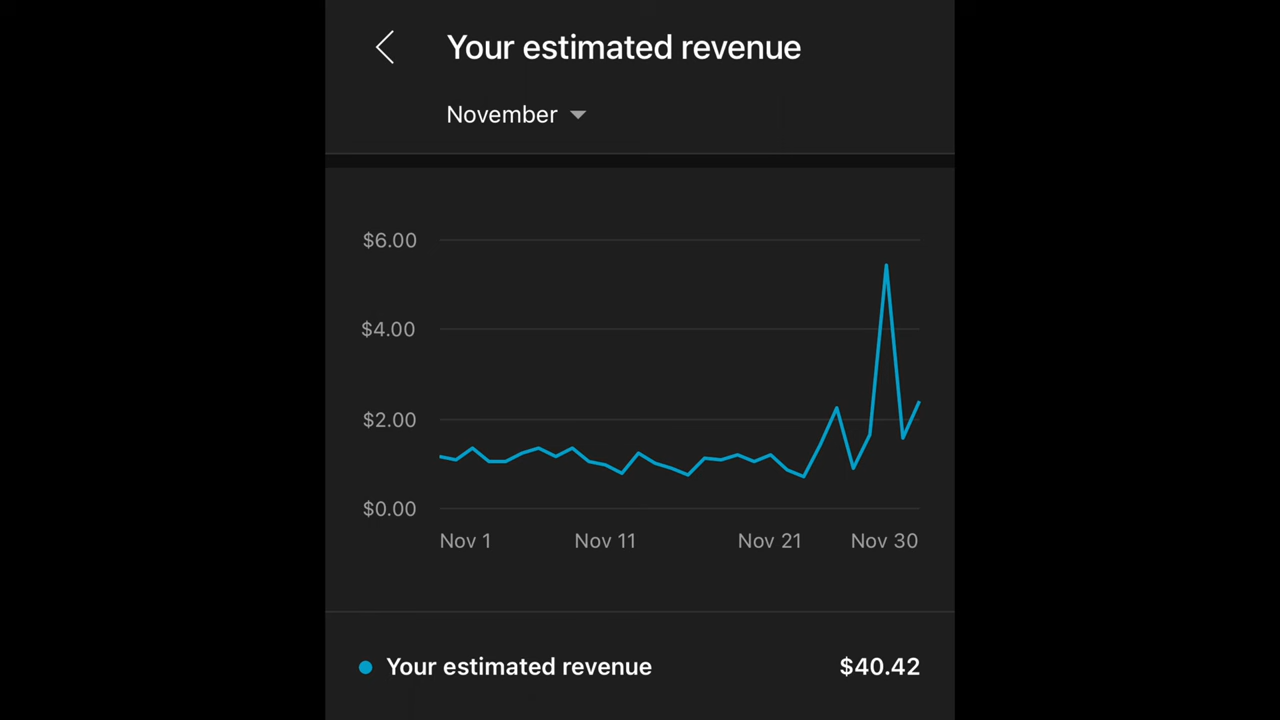 Your estimated revenue
November
$6.00
$4.00
$2.00
$0.00
Nov 1 Nov 11 Nov 21 Nov 30
Your estimated revenue $40.42